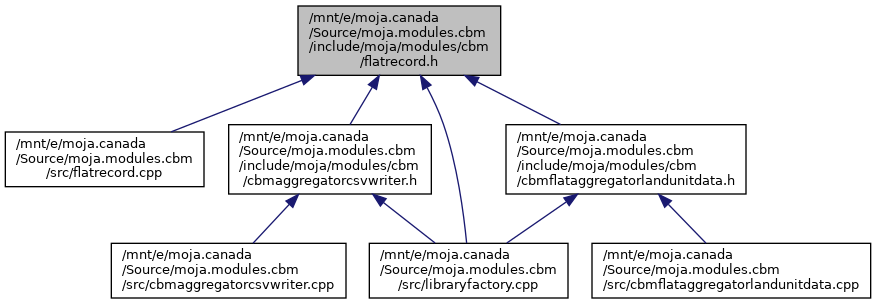 /mnt/e/moja.canada
/Source/moja.modules.cbm
/include/moja/modules/cbm
/flatrecord.h
/mnt/e/moja.canada
/Source/moja.modules.cbm
/src/flatrecord.cpp
/mnt/e/moja.canada
/Source/moja.modules.cbm
/include/moja/modules/cbm
/cbmaggregatorcsvwriter.h
/mnt/e/moja.canada
/Source/moja.modules.cbm
/include/moja/modules/cbm
/cbmflataggregatorlandunitdata.h
/mnt/e/moja.canada
/Source/moja.modules.cbm
/src/cbmaggregatorcsvwriter.cpp
/mnt/e/moja.canada
/Source/moja.modules.cbm
/src/libraryfactory.cpp
/mnt/e/moja.canada
/Source/moja.modules.cbm
/src/cbmflataggregatorlandunitdata.cpp